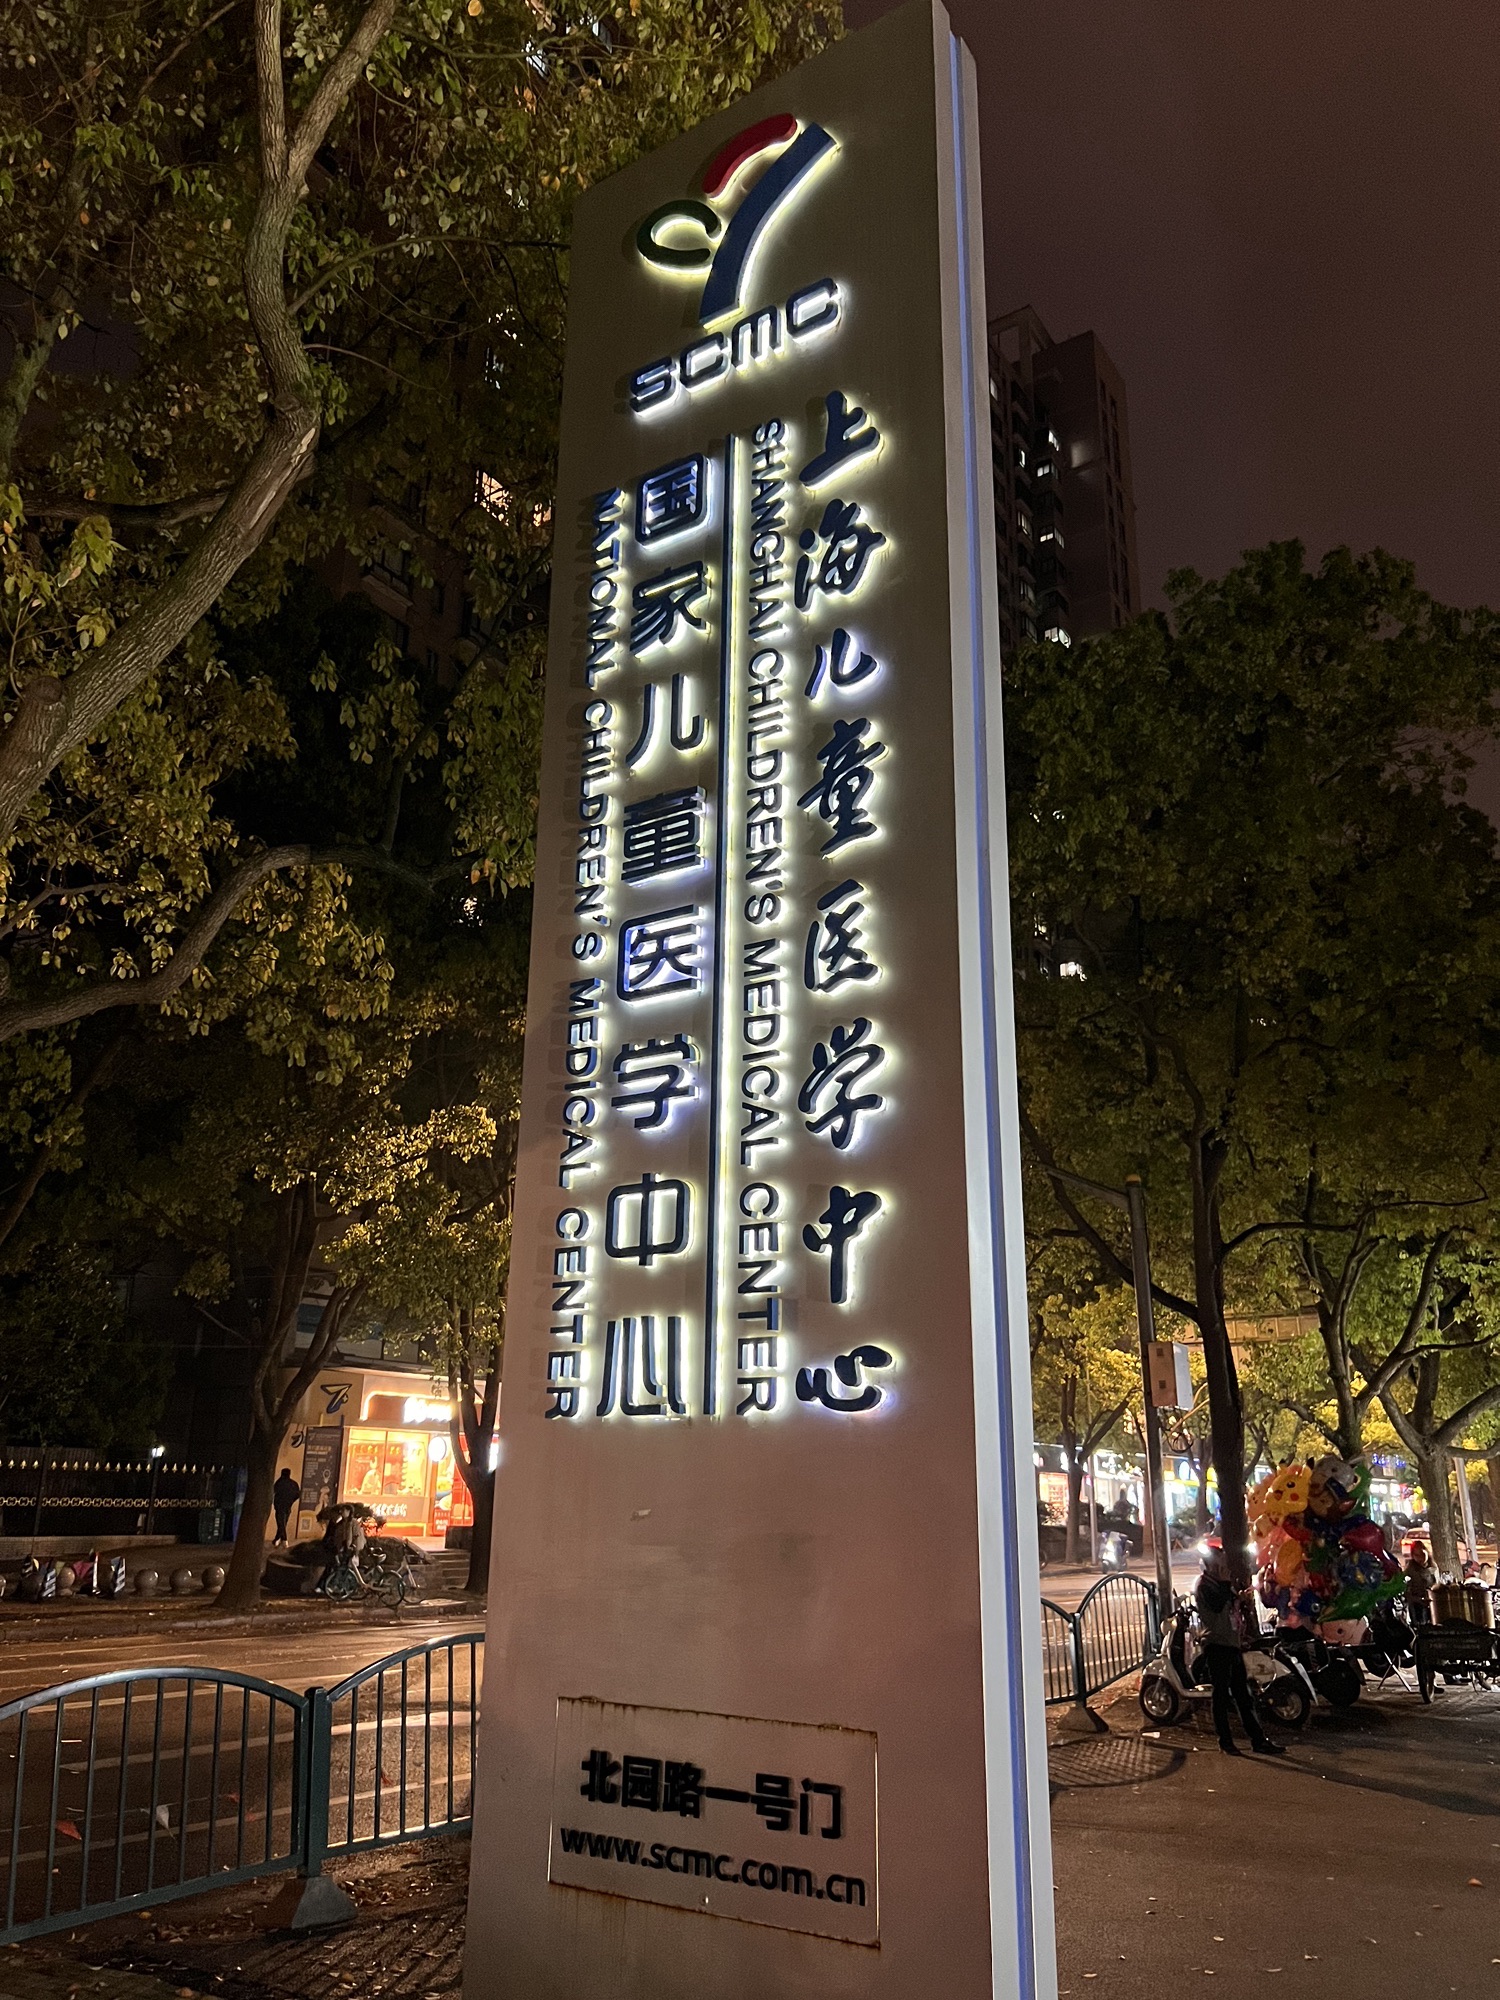 SCMC
上海儿童医学中心
SHANGHAI CHILDREN'S MEDICAL CENTER
国家儿童医学中心
NATIONAL CHILDREN'S MEDICAL CENTER
北园路一号门
www.scmc.com.cn